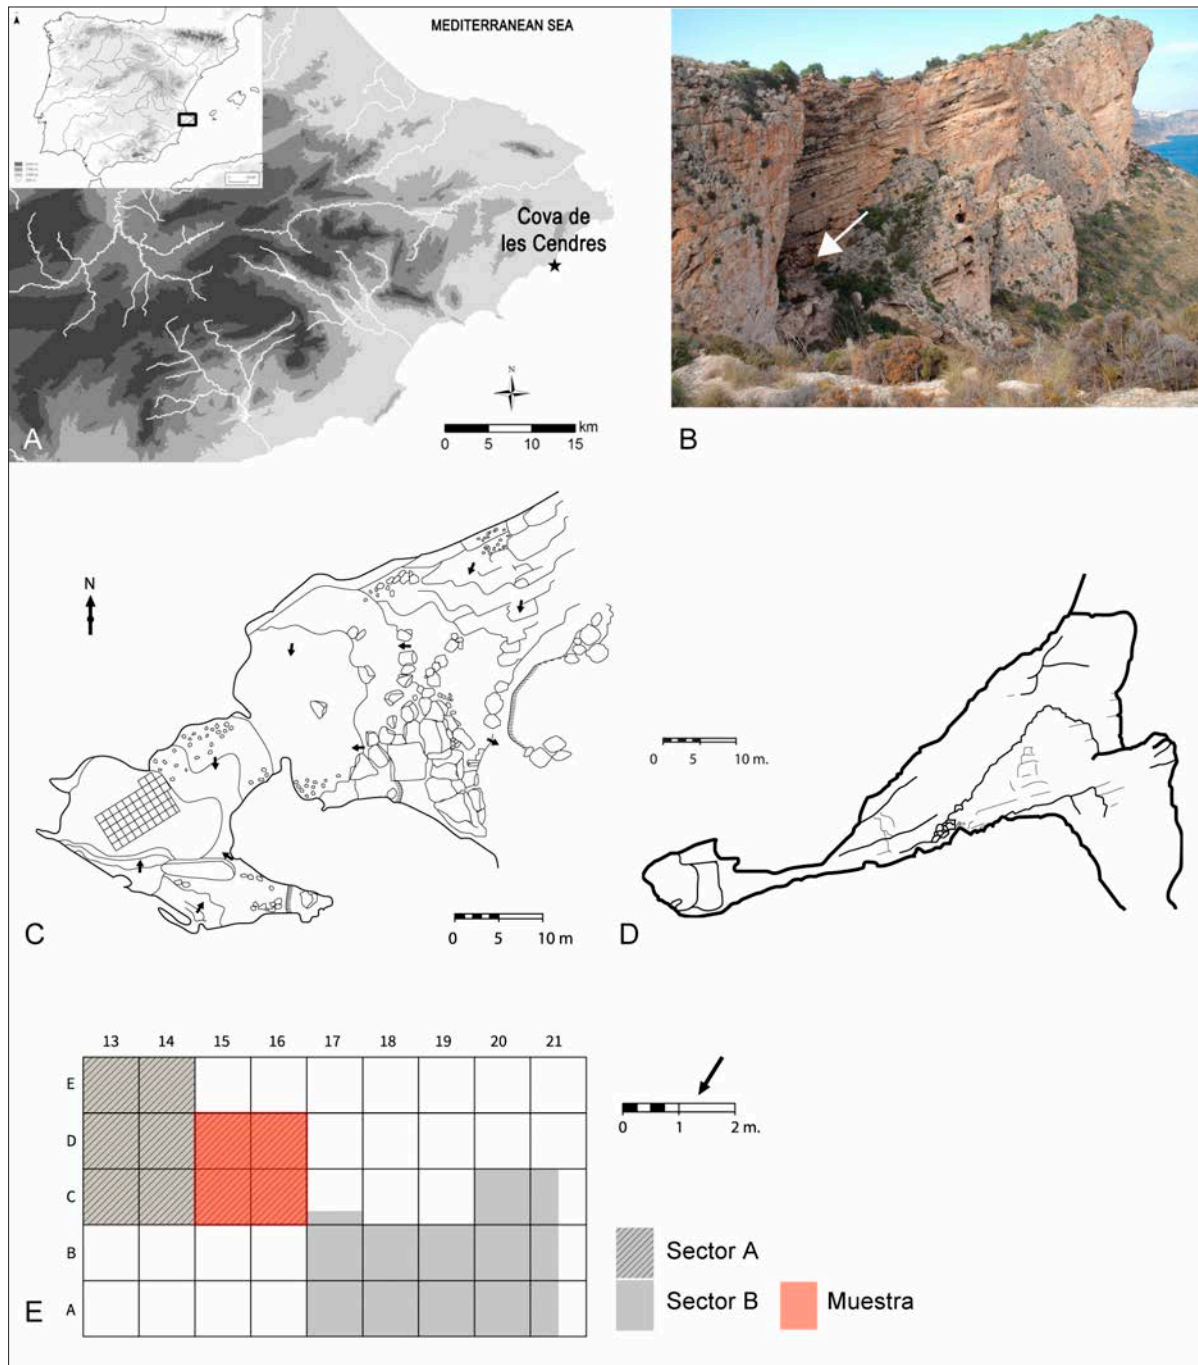 MEDITERRANEAN SEA
Cova de
les Cendres
N
km
0 5 10 15
A
B
N
0 5 10 m
C
0 5 10 m.
D
13 14 15 16 17 18 19 20 21
E
D
C
B
A
0 1 2 m.
Sector A
Sector B
Muestra
E